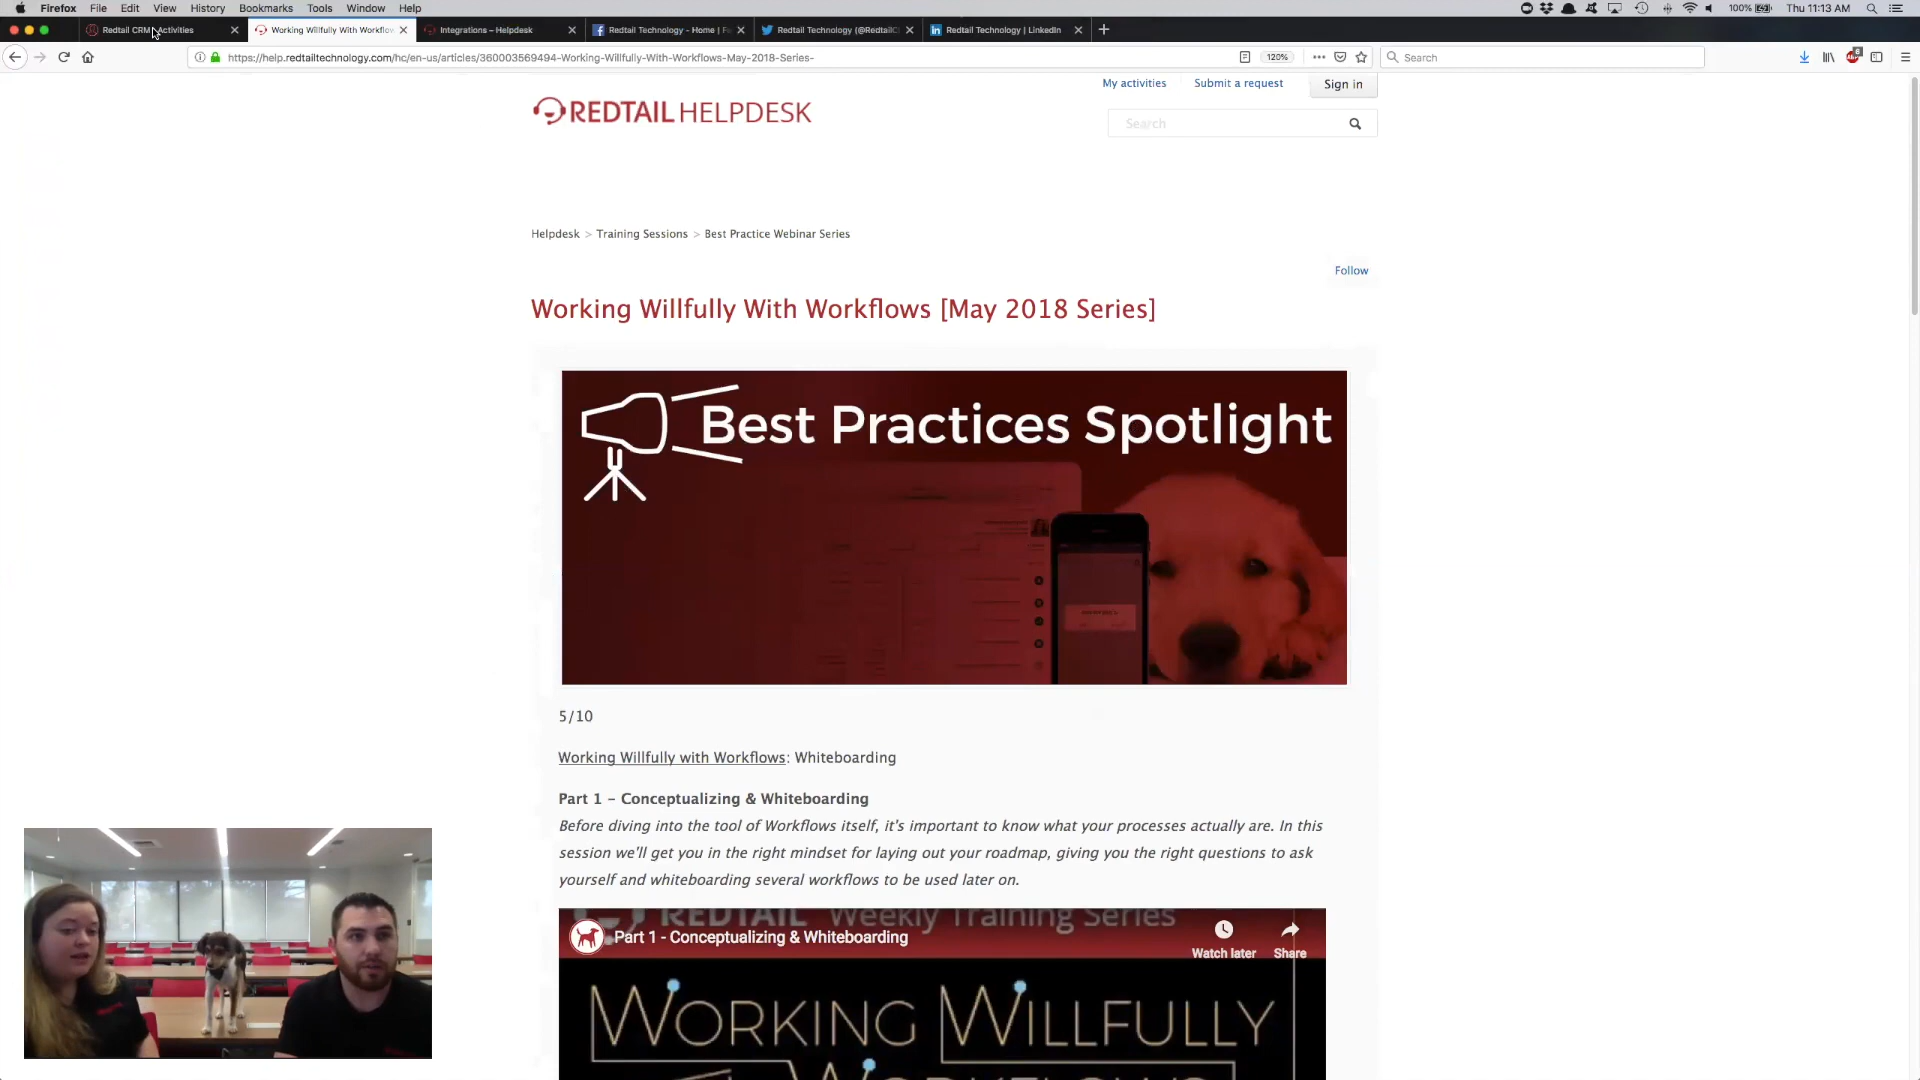 Firefox File Edit View History Bookmarks Tools Window Help 100% Thu 11:13 AM
Redtail CRM Activities Working Willfully With Workflow Integrations – Helpdesk Redtail Technology - Home | F Redtail Technology (@RedtailC Redtail Technology | LinkedIn
https://help.redtailtechnology.com/hc/en-us/articles/360003569494-Working-Willfully-With-Workflows-May-2018-Series- 120% Search
My activities Submit a request Sign in
REDTAIL HELPDESK
Search
Helpdesk > Training Sessions > Best Practice Webinar Series
Follow
Working Willfully With Workflows [May 2018 Series]
Best Practices Spotlight
5/10
Working Willfully with Workflows: Whiteboarding
Part 1 – Conceptualizing & Whiteboarding
Before diving into the tool of Workflows itself, it's important to know what your processes actually are. In this
session we'll get you in the right mindset for laying out your roadmap, giving you the right questions to ask
yourself and whiteboarding several workflows to be used later on.
REDTAIL Weekly Training Series
Part 1 - Conceptualizing & Whiteboarding
Watch later Share
WORKING WILLFULLY
WORKFLOWS